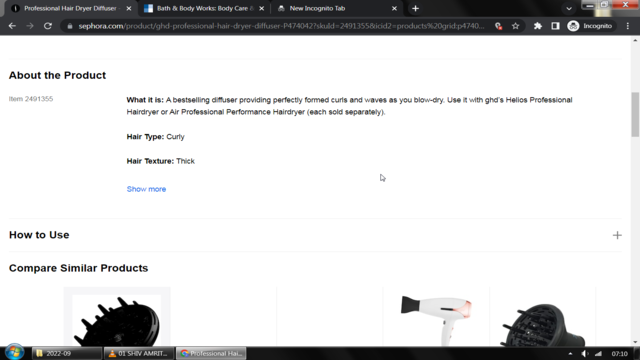 Professional Hair Dryer Diffuser -
Bath & Body Works: Body Care &
New Incognito Tab
sephora.com/product/ghd-professional-hair-dryer-diffuser-P474042?skuId=2491355&icid2=products%20grid:p4740...
Incognito
About the Product
Item 2491355
What it is: A bestselling diffuser providing perfectly formed curls and waves as you blow-dry. Use it with ghd's Helios Professional
Hairdryer or Air Professional Performance Hairdryer (each sold separately).
Hair Type: Curly
Hair Texture: Thick
Show more
How to Use
Compare Similar Products
2022-09
01 SHIV AMRIT...
Professional Hai...
07:10